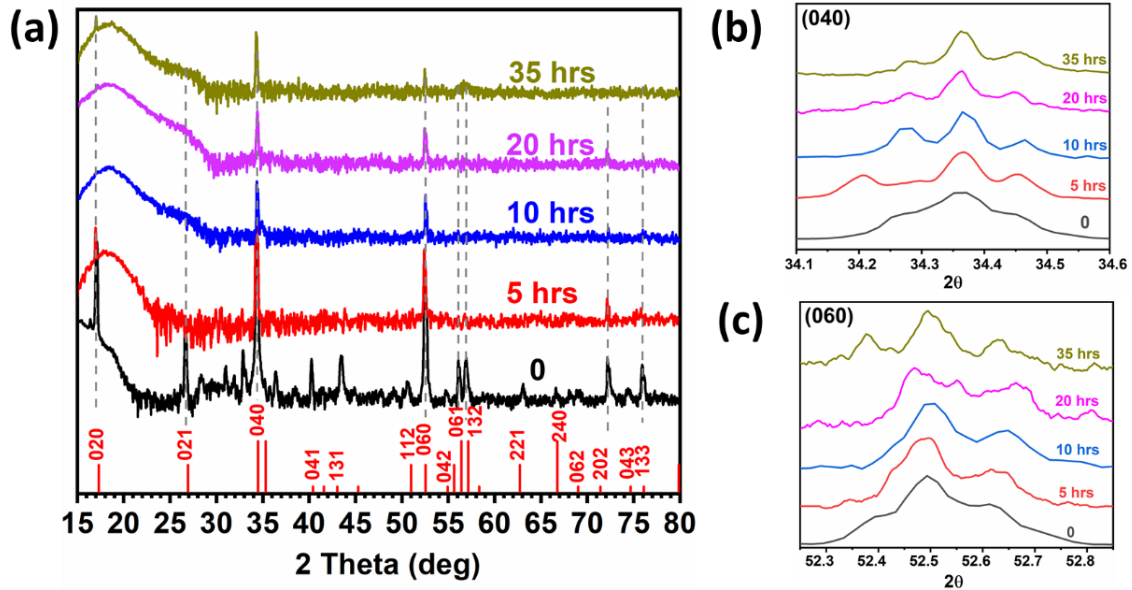 (a)
35 hrs
20 hrs
10 hrs
5 hrs
0
020
021
040
041
131
112
060
042
061
132
221
240
062
202
043
133
15 20 25 30 35 40 45 50 55 60 65 70 75 80
2 Theta (deg)
(b)
(040)
35 hrs
20 hrs
10 hrs
5 hrs
0
34.1 34.2 34.3 34.4 34.5 34.6
2θ
(c)
(060)
35 hrs
20 hrs
10 hrs
5 hrs
0
52.3 52.4 52.5 52.6 52.7 52.8
2θ